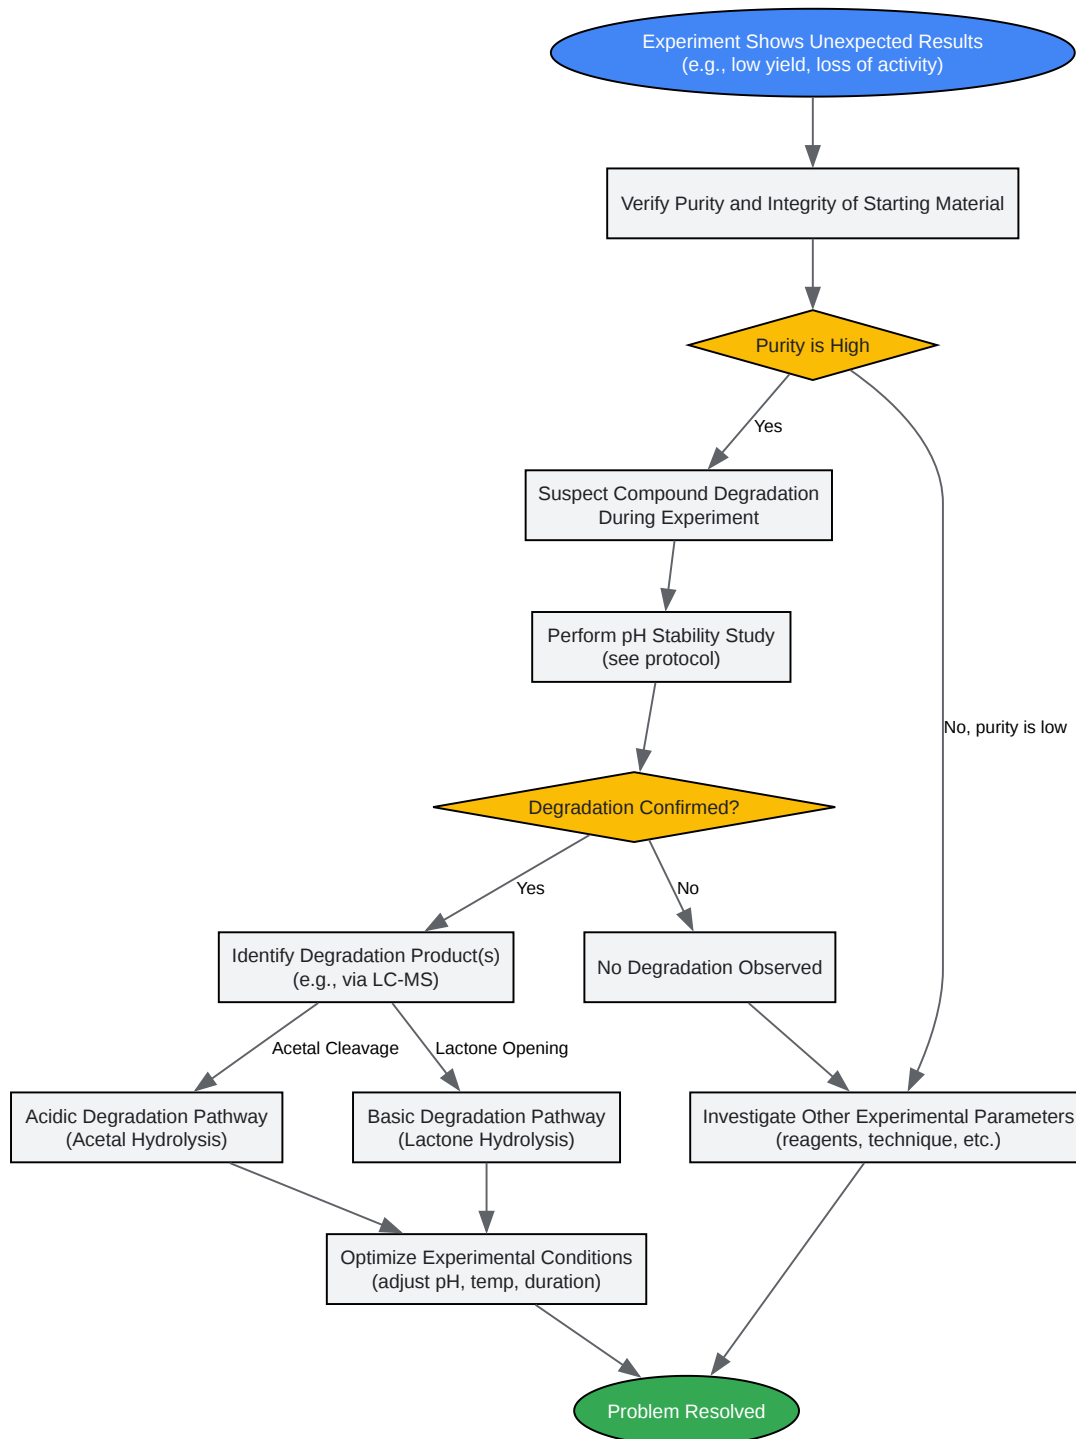 Experiment Shows Unexpected Results
(e.g., low yield, loss of activity)
Verify Purity and Integrity of Starting Material
Purity is High
Yes
Suspect Compound Degradation
During Experiment
Perform pH Stability Study
(see protocol)
No, purity is low
Degradation Confirmed?
Yes
No
Identify Degradation Product(s)
(e.g., via LC-MS)
No Degradation Observed
Acetal Cleavage
Lactone Opening
Acidic Degradation Pathway
(Acetal Hydrolysis)
Basic Degradation Pathway
(Lactone Hydrolysis)
Investigate Other Experimental Parameters
(reagents, technique, etc.)
Optimize Experimental Conditions
(adjust pH, temp, duration)
Problem Resolved